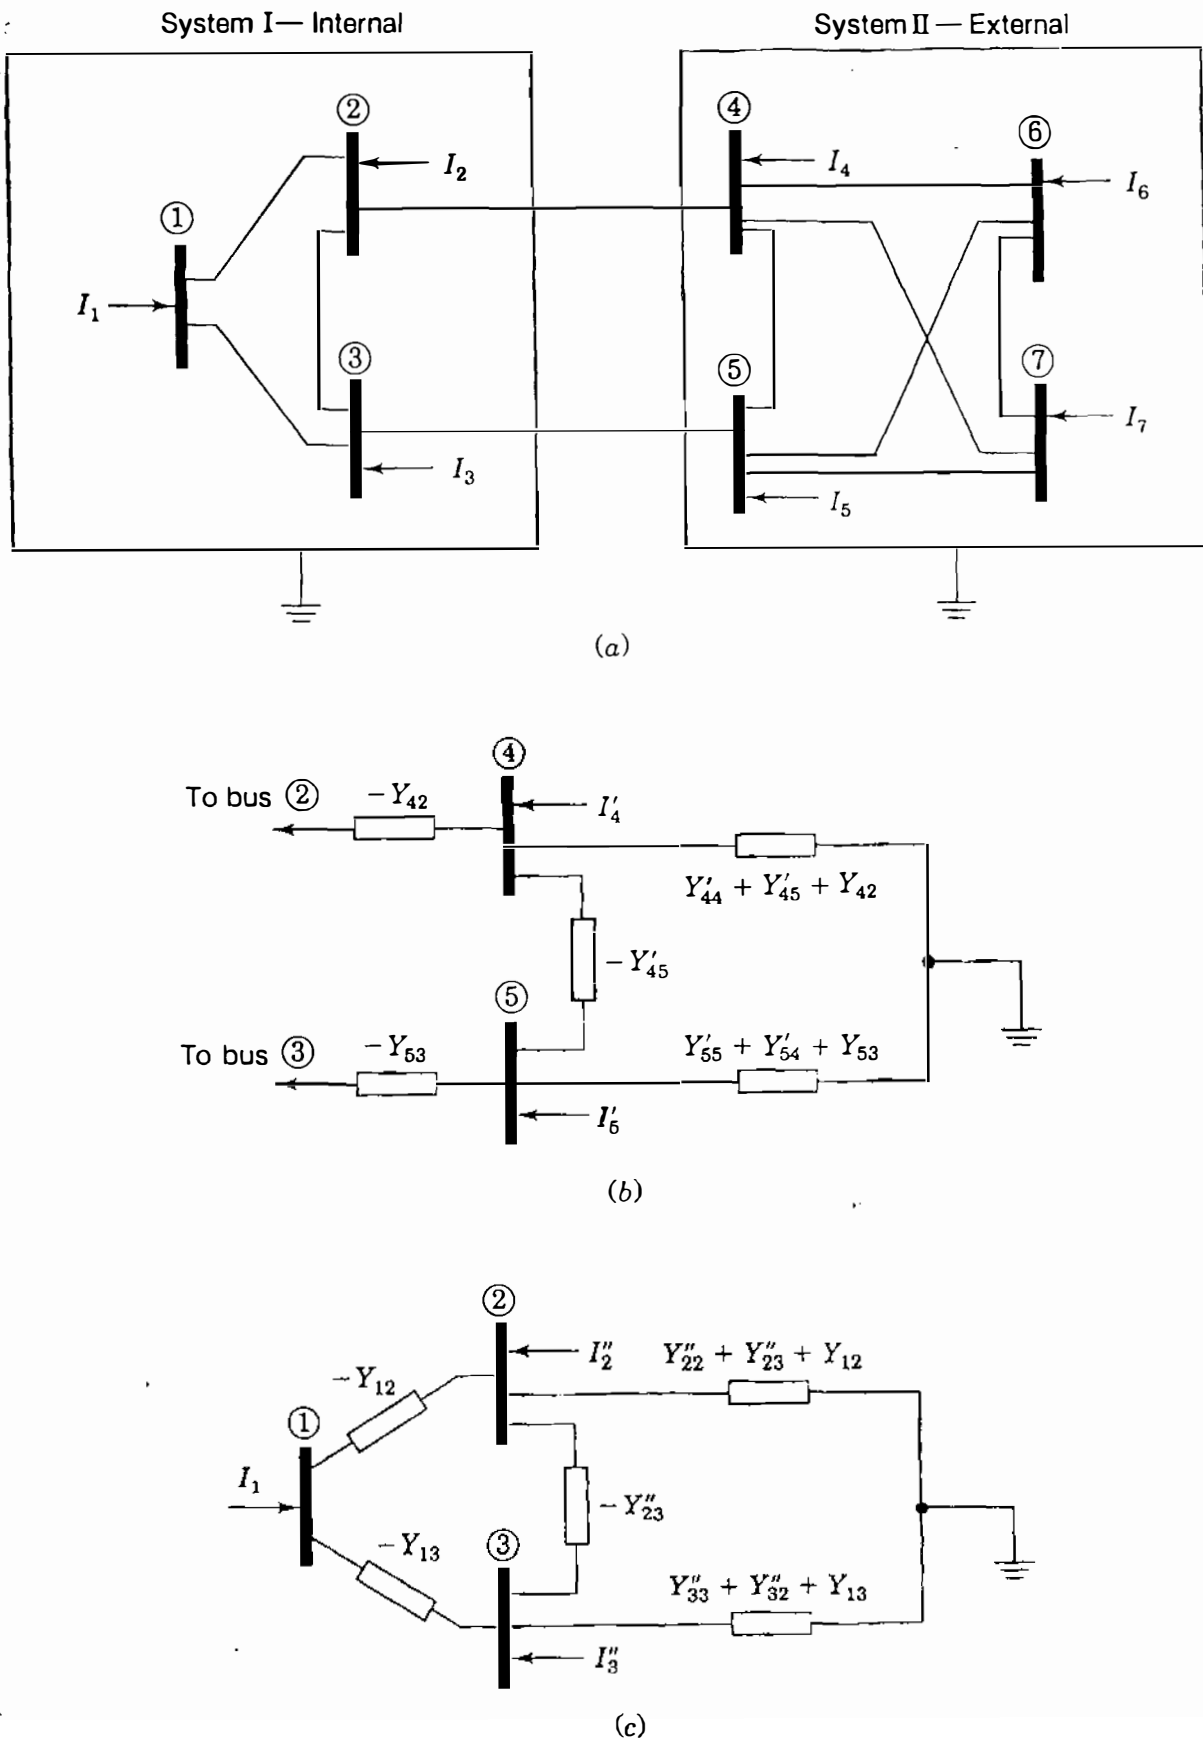 System I— Internal
System II — External
②
④
⑥
I₂
I₄
I₆
①
I₁
③
⑤
⑦
I₇
I₃
I₅
(a)
④
To bus ②
−Y₄₂
I′₄
Y′₄₄ + Y′₄₅ + Y₄₂
−Y′₄₅
⑤
To bus ③
−Y₅₃
Y′₅₅ + Y′₅₄ + Y₅₃
I′₅
(b)
②
I″₂
Y″₂₂ + Y″₂₃ + Y₁₂
−Y₁₂
①
I₁
−Y″₂₃
③
−Y₁₃
Y″₃₃ + Y″₃₂ + Y₁₃
I″₃
(c)